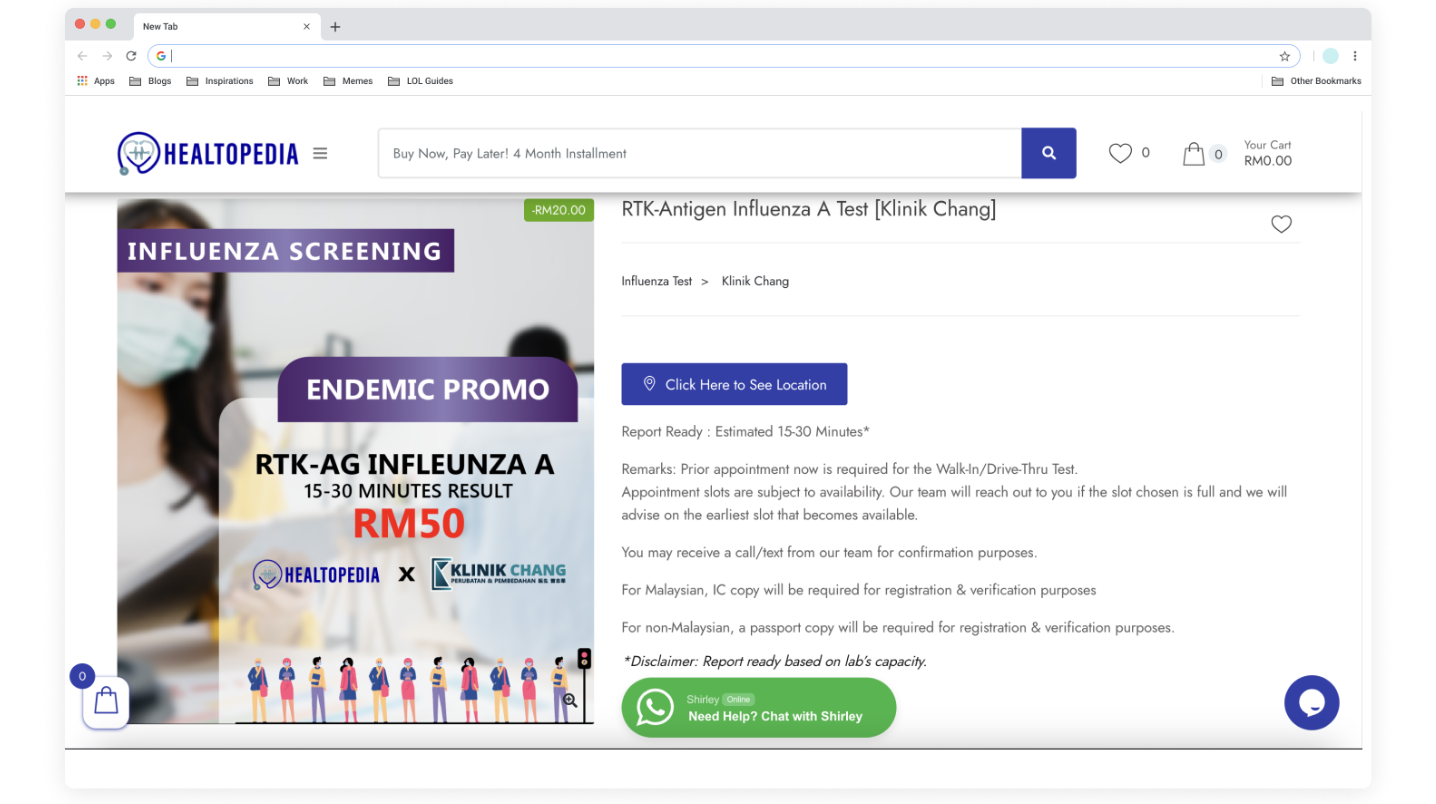 New Tab
Apps Blogs Inspirations Work Memes LOL Guides Other Bookmarks
HEALTOPEDIA
Buy Now, Pay Later! 4 Month Installment
0
0
Your Cart
RM0.00
-RM20.00
INFLUENZA SCREENING
ENDEMIC PROMO
RTK-AG INFLEUNZA A
15-30 MINUTES RESULT
RM50
HEALTOPEDIA X KLINIK CHANG
PERUBATAN & PEMBEDAHAN
0
RTK-Antigen Influenza A Test [Klinik Chang]
Influenza Test > Klinik Chang
Click Here to See Location
Report Ready : Estimated 15-30 Minutes*
Remarks: Prior appointment now is required for the Walk-In/Drive-Thru Test.
Appointment slots are subject to availability. Our team will reach out to you if the slot chosen is full and we will
advise on the earliest slot that becomes available.
You may receive a call/text from our team for confirmation purposes.
For Malaysian, IC copy will be required for registration & verification purposes
For non-Malaysian, a passport copy will be required for registration & verification purposes.
*Disclaimer: Report ready based on lab's capacity.
Shirley Online
Need Help? Chat with Shirley